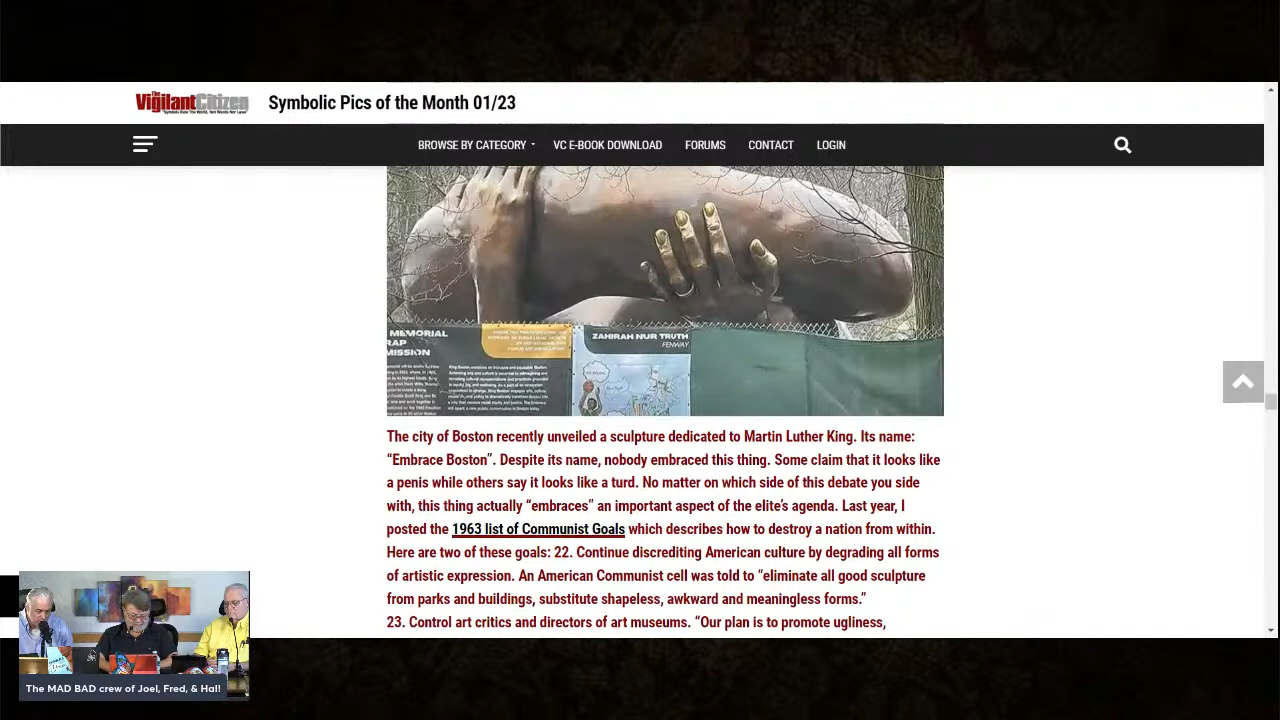 The
VigilantCitizen
Symbolic Pics of the Month 01/23
BROWSE BY CATEGORY
VC E-BOOK DOWNLOAD
FORUMS
CONTACT
LOGIN
MEMORIAL
RAP
MISSION
ZAHIRAH NUR TRUTH
FENWAY
The city of Boston recently unveiled a sculpture dedicated to Martin Luther King. Its name:
“Embrace Boston”. Despite its name, nobody embraced this thing. Some claim that it looks like
a penis while others say it looks like a turd. No matter on which side of this debate you side
with, this thing actually “embraces” an important aspect of the elite’s agenda. Last year, I
posted the 1963 list of Communist Goals which describes how to destroy a nation from within.
Here are two of these goals: 22. Continue discrediting American culture by degrading all forms
of artistic expression. An American Communist cell was told to “eliminate all good sculpture
from parks and buildings, substitute shapeless, awkward and meaningless forms.”
23. Control art critics and directors of art museums. “Our plan is to promote ugliness,
The MAD BAD crew of Joel, Fred, & Hal!